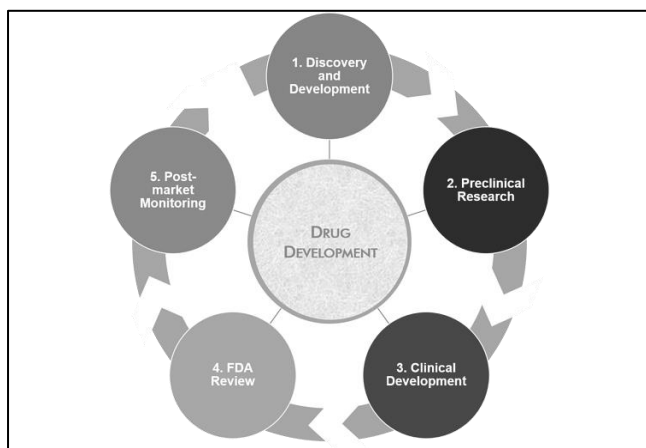 1. Discovery
and
Development
2. Preclinical
Research
3. Clinical
Development
4. FDA
Review
5. Post-
market
Monitoring
DRUG
DEVELOPMENT